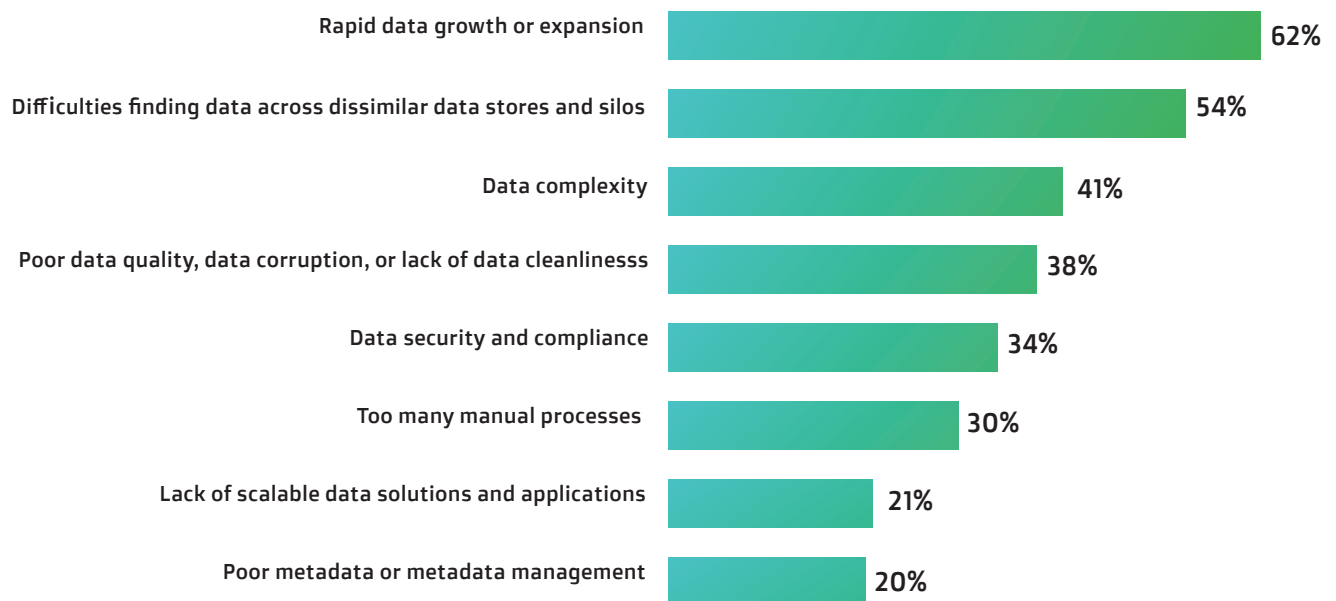 Rapid data growth or expansion 62%
Difficulties finding data across dissimilar data stores and silos 54%
Data complexity 41%
Poor data quality, data corruption, or lack of data cleanlinesss 38%
Data security and compliance 34%
Too many manual processes 30%
Lack of scalable data solutions and applications 21%
Poor metadata or metadata management 20%